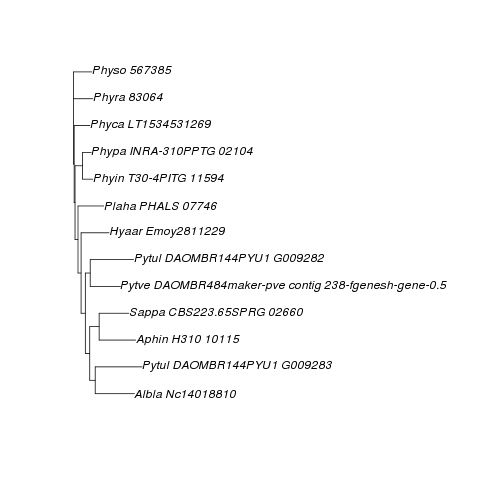 Physo 567385
Phyra 83064
Phyca LT1534531269
Phypa INRA-310PPTG 02104
Phyin T30-4PITG 11594
Plaha PHALS 07746
Hyaar Emoy2811229
Pytul DAOMBR144PYU1 G009282
Pytve DAOMBR484maker-pve contig 238-fgenesh-gene-0.5
Sappa CBS223.65SPRG 02660
Aphin H310 10115
Pytul DAOMBR144PYU1 G009283
Albla Nc14018810